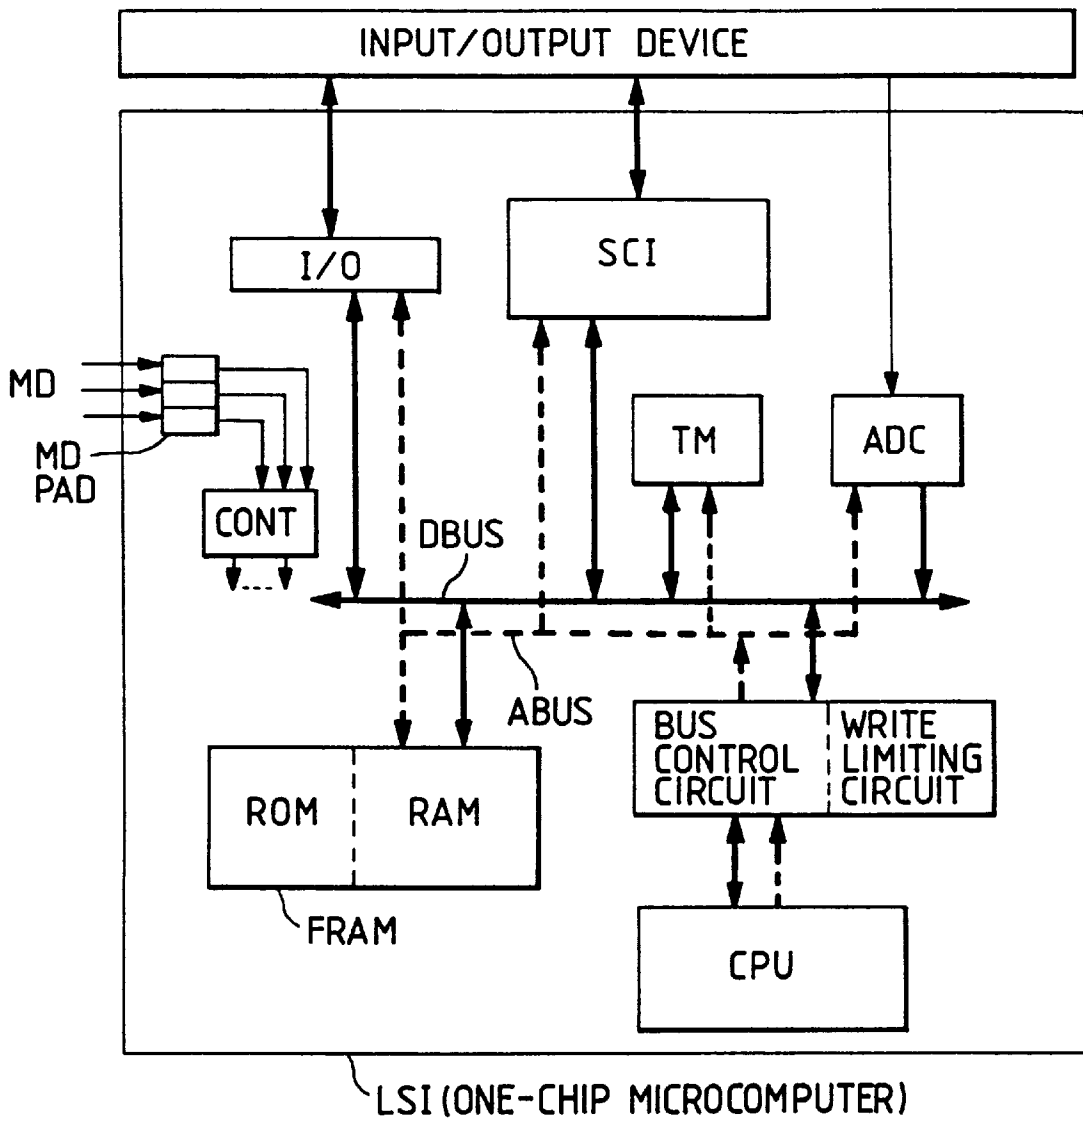 INPUT/OUTPUT DEVICE
SCI
I/O
MD
TM
ADC
MD
PAD
CONT
DBUS
ABUS
BUS
CONTROL
CIRCUIT
WRITE
LIMITING
CIRCUIT
ROM
RAM
FRAM
CPU
LSI (ONE-CHIP MICROCOMPUTER)